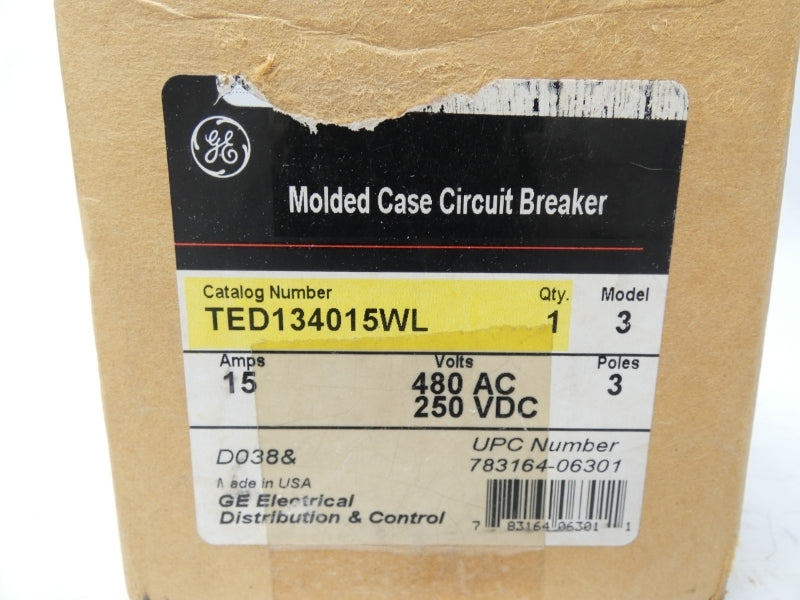 GE
Molded Case Circuit Breaker
Catalog Number Qty. Model
TED134015WL 1 3
Amps Volts Poles
15 480 AC 3
250 VDC
D038& UPC Number
783164-06301
Made in USA
GE Electrical
Distribution & Control
7 83164 06301 1